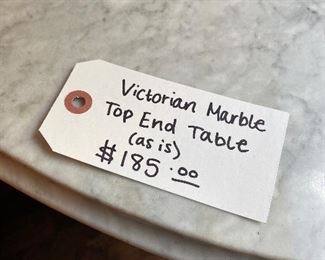 Victorian Marble
Top End Table
(as is)
$185.00